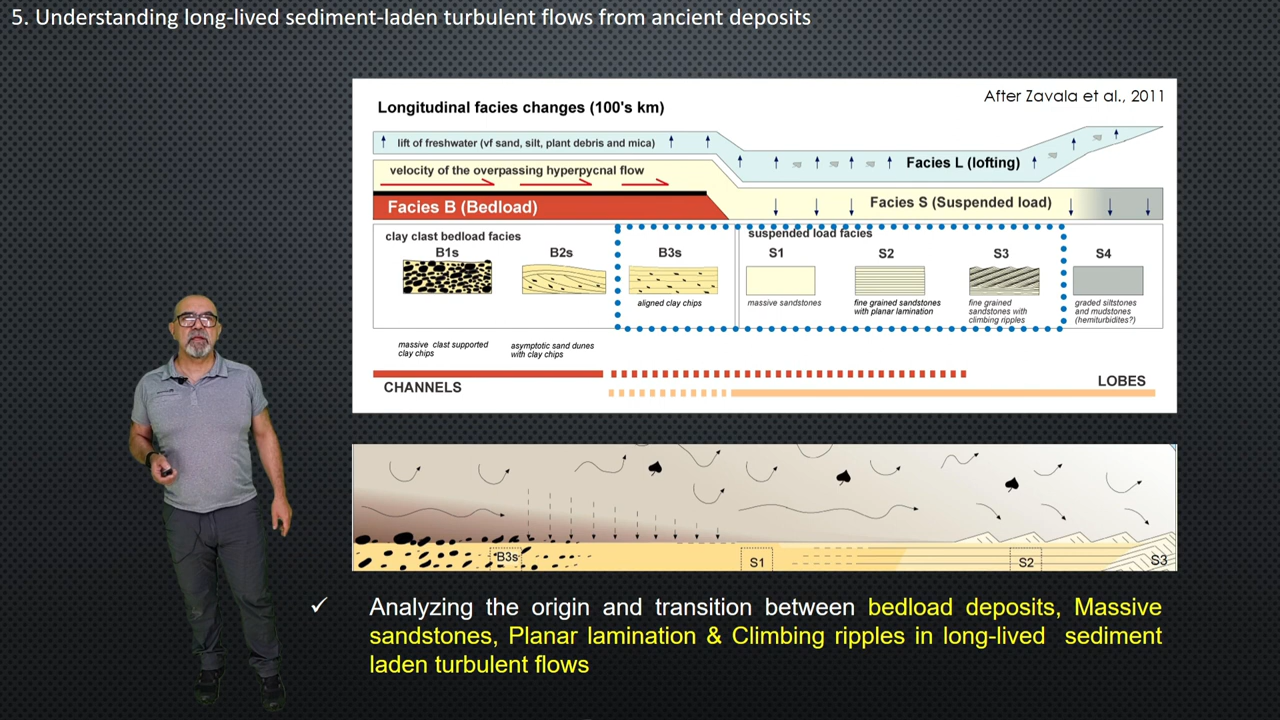 5. Understanding long-lived sediment-laden turbulent flows from ancient deposits
After Zavala et al., 2011
Longitudinal facies changes (100's km)
lift of freshwater (vf sand, silt, plant debris and mica)
Facies L (lofting)
velocity of the overpassing hyperpycnal flow
Facies B (Bedload)
Facies S (Suspended load)
clay clast bedload facies
suspended load facies
B1s
B2s
B3s
S1
S2
S3
S4
aligned clay chips
massive sandstones
fine grained sandstones
with planar lamination
fine grained
sandstones with
climbing ripples
graded siltstones
and mudstones
(hemiturbidites?)
massive clast supported
clay chips
asymptotic sand dunes
with clay chips
CHANNELS
LOBES
B3s
S1
S2
S3
✓ Analyzing the origin and transition between bedload deposits, Massive
sandstones, Planar lamination & Climbing ripples in long-lived sediment
laden turbulent flows